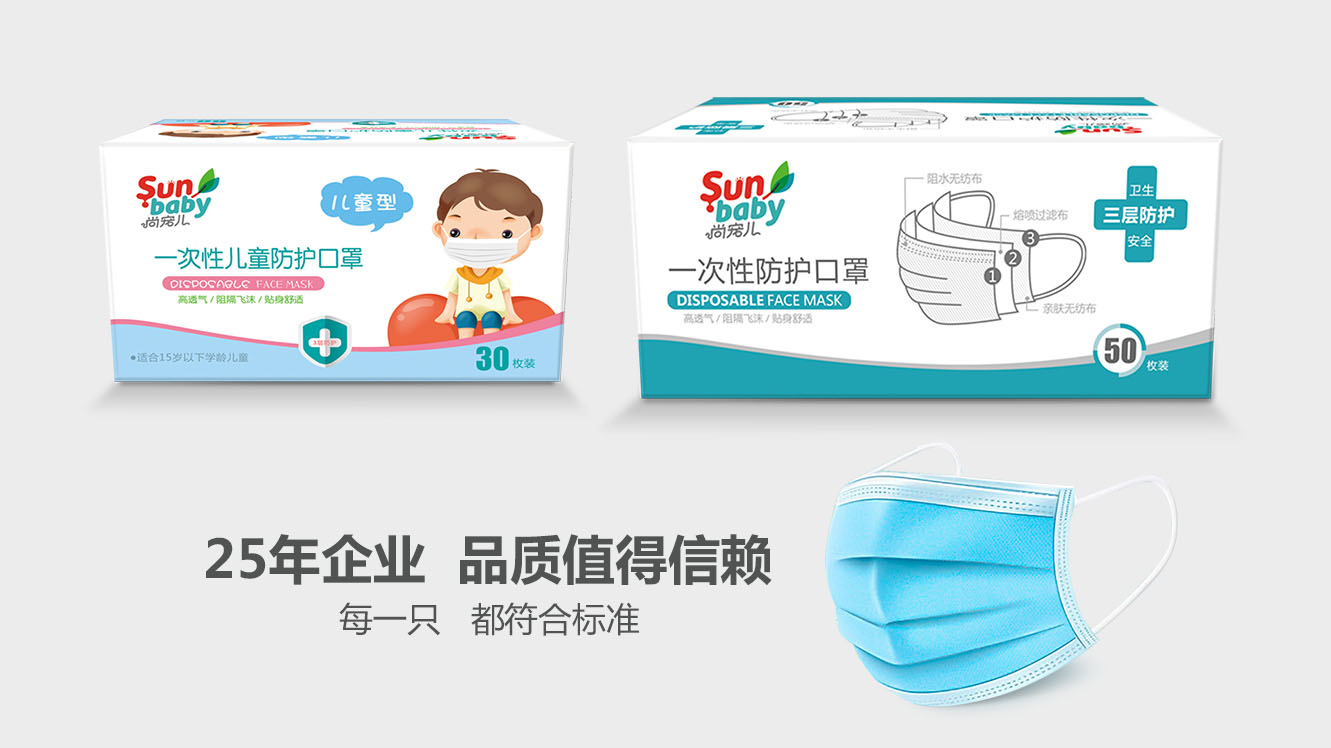 Sun
baby
尚宠儿
儿童型
一次性儿童防护口罩
DISPOSABLE FACE MASK
高透气 / 阻隔飞沫 / 贴身舒适
●适合15岁以下学龄儿童
30枚装
Sun
baby
尚宠儿
一次性防护口罩
DISPOSABLE FACE MASK
高透气 / 阻隔飞沫 / 贴身舒适
阻水无纺布
熔喷过滤布
亲肤无纺布
1
2
3
卫生
三层防护
安全
50
枚装
25年企业 品质值得信赖
每一只 都符合标准